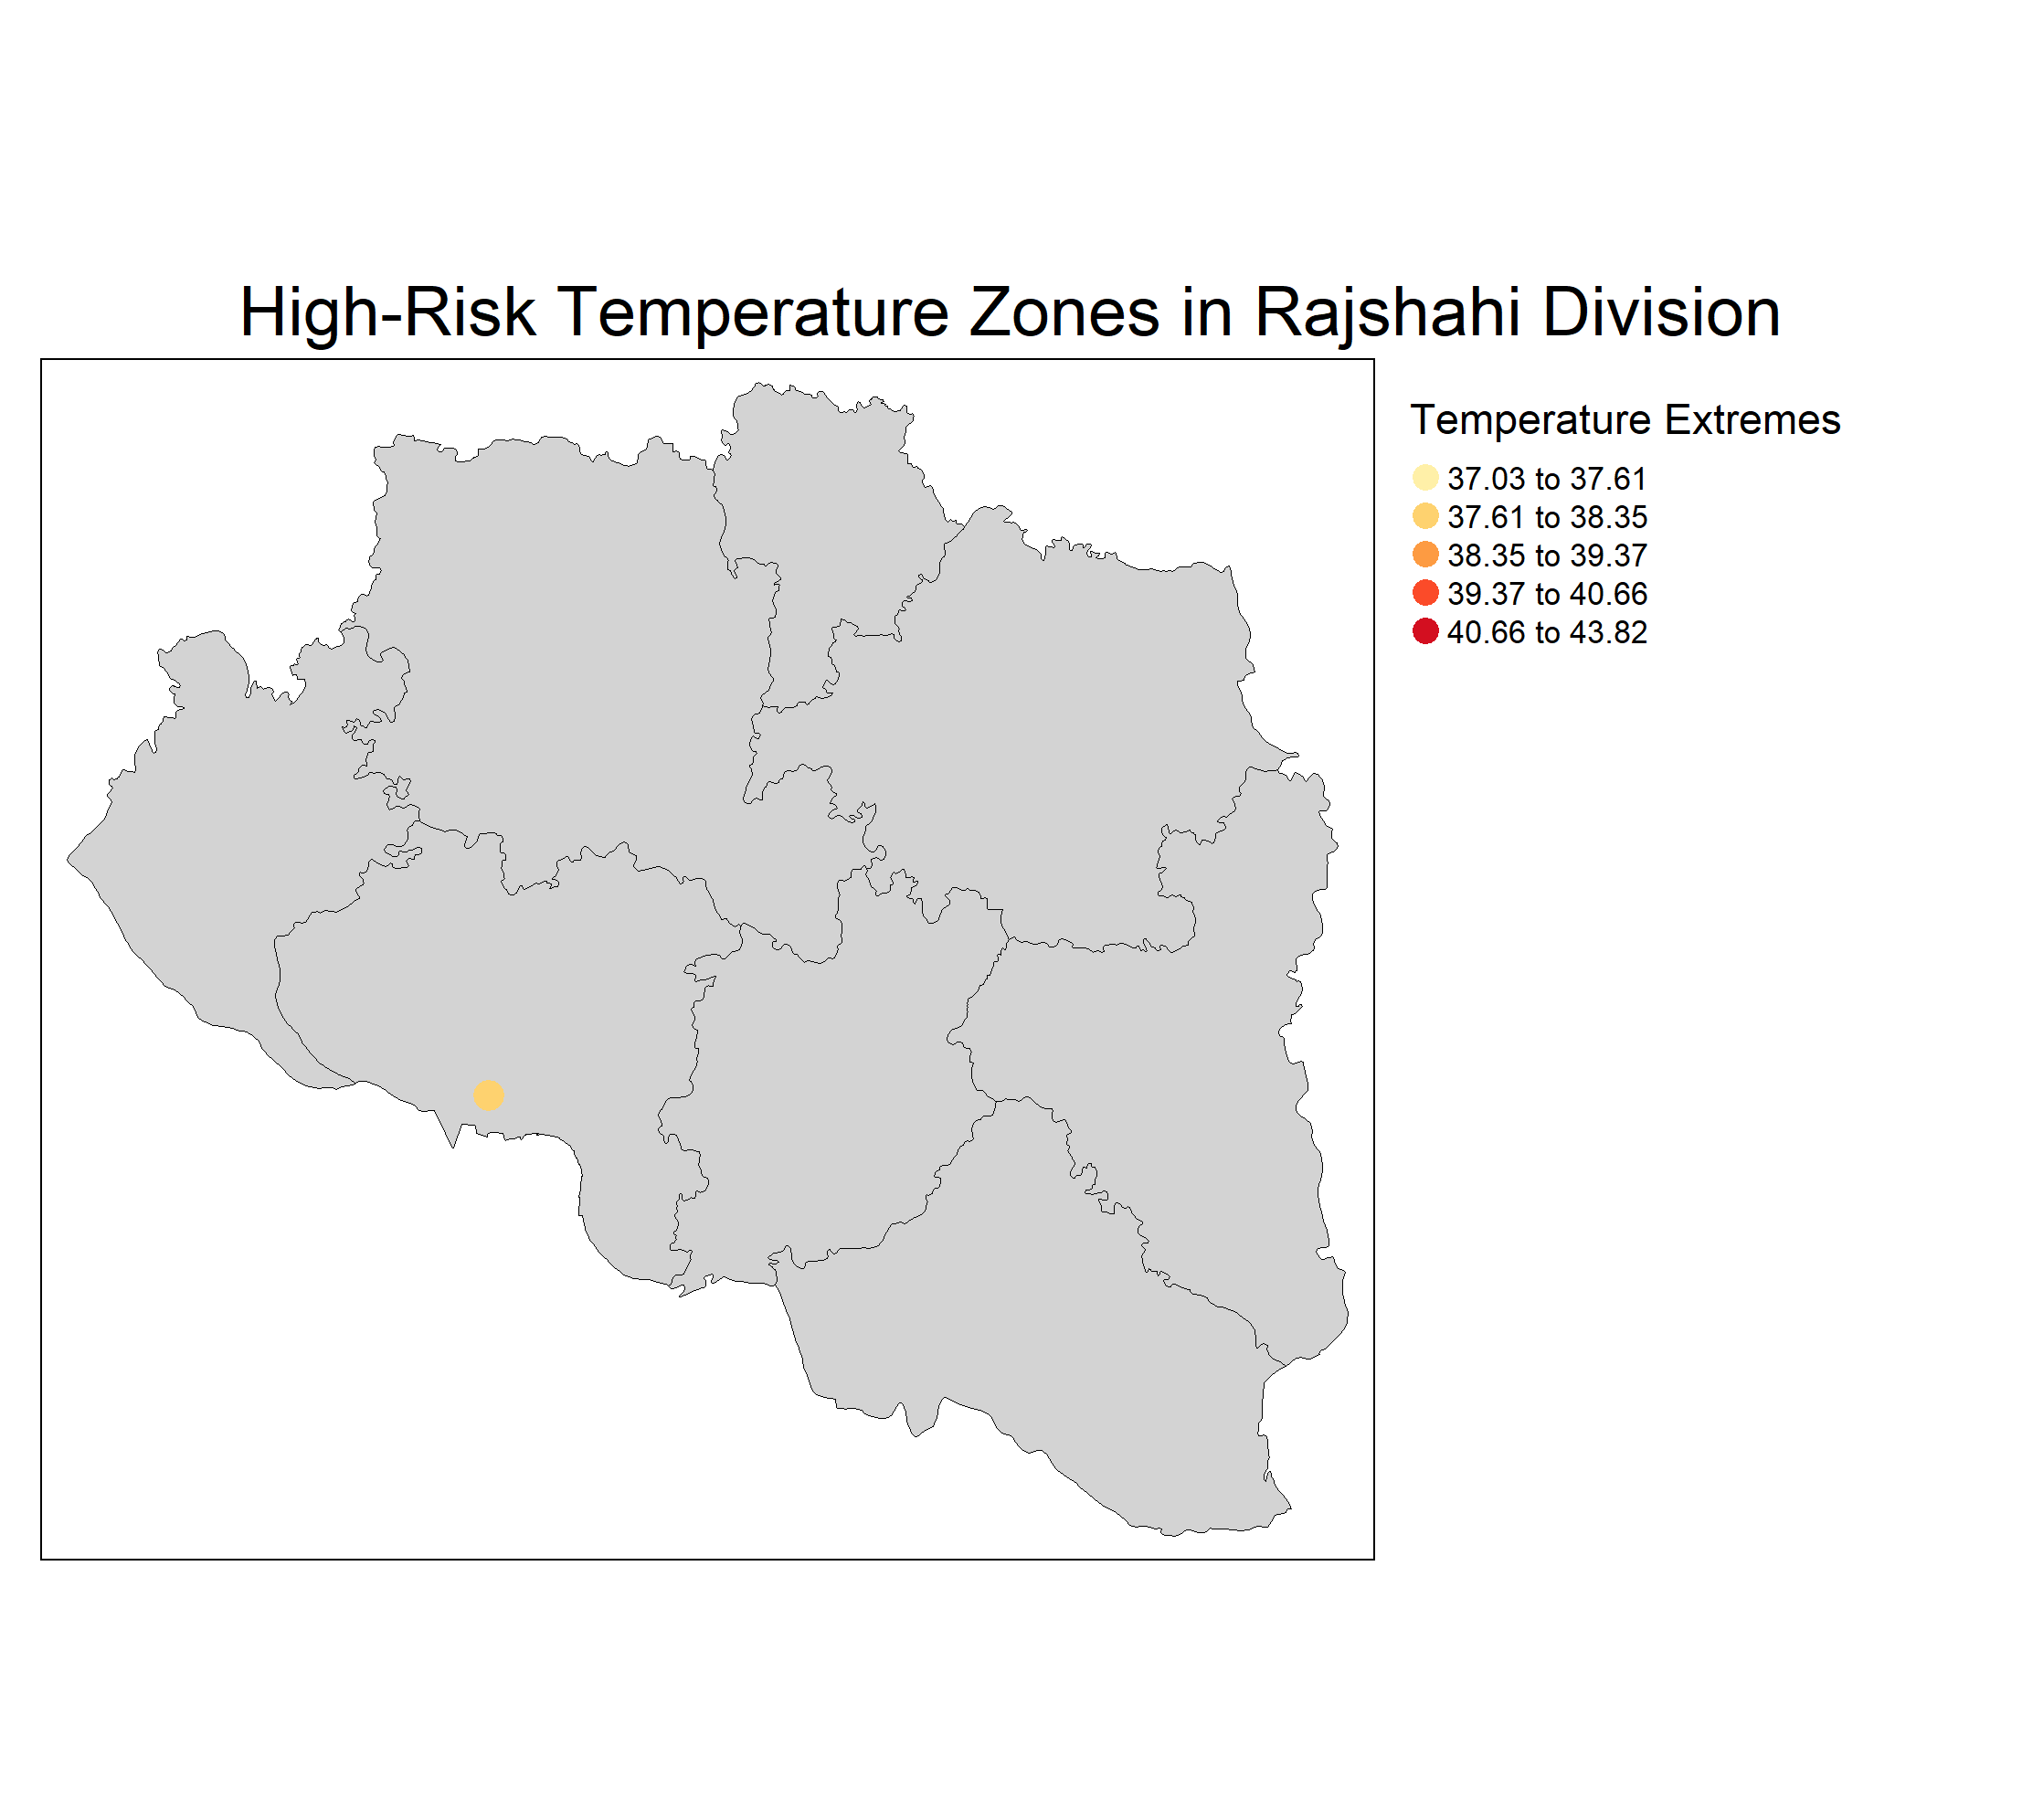 High-Risk Temperature Zones in Rajshahi Division
Temperature Extremes
37.03 to 37.61
37.61 to 38.35
38.35 to 39.37
39.37 to 40.66
40.66 to 43.82